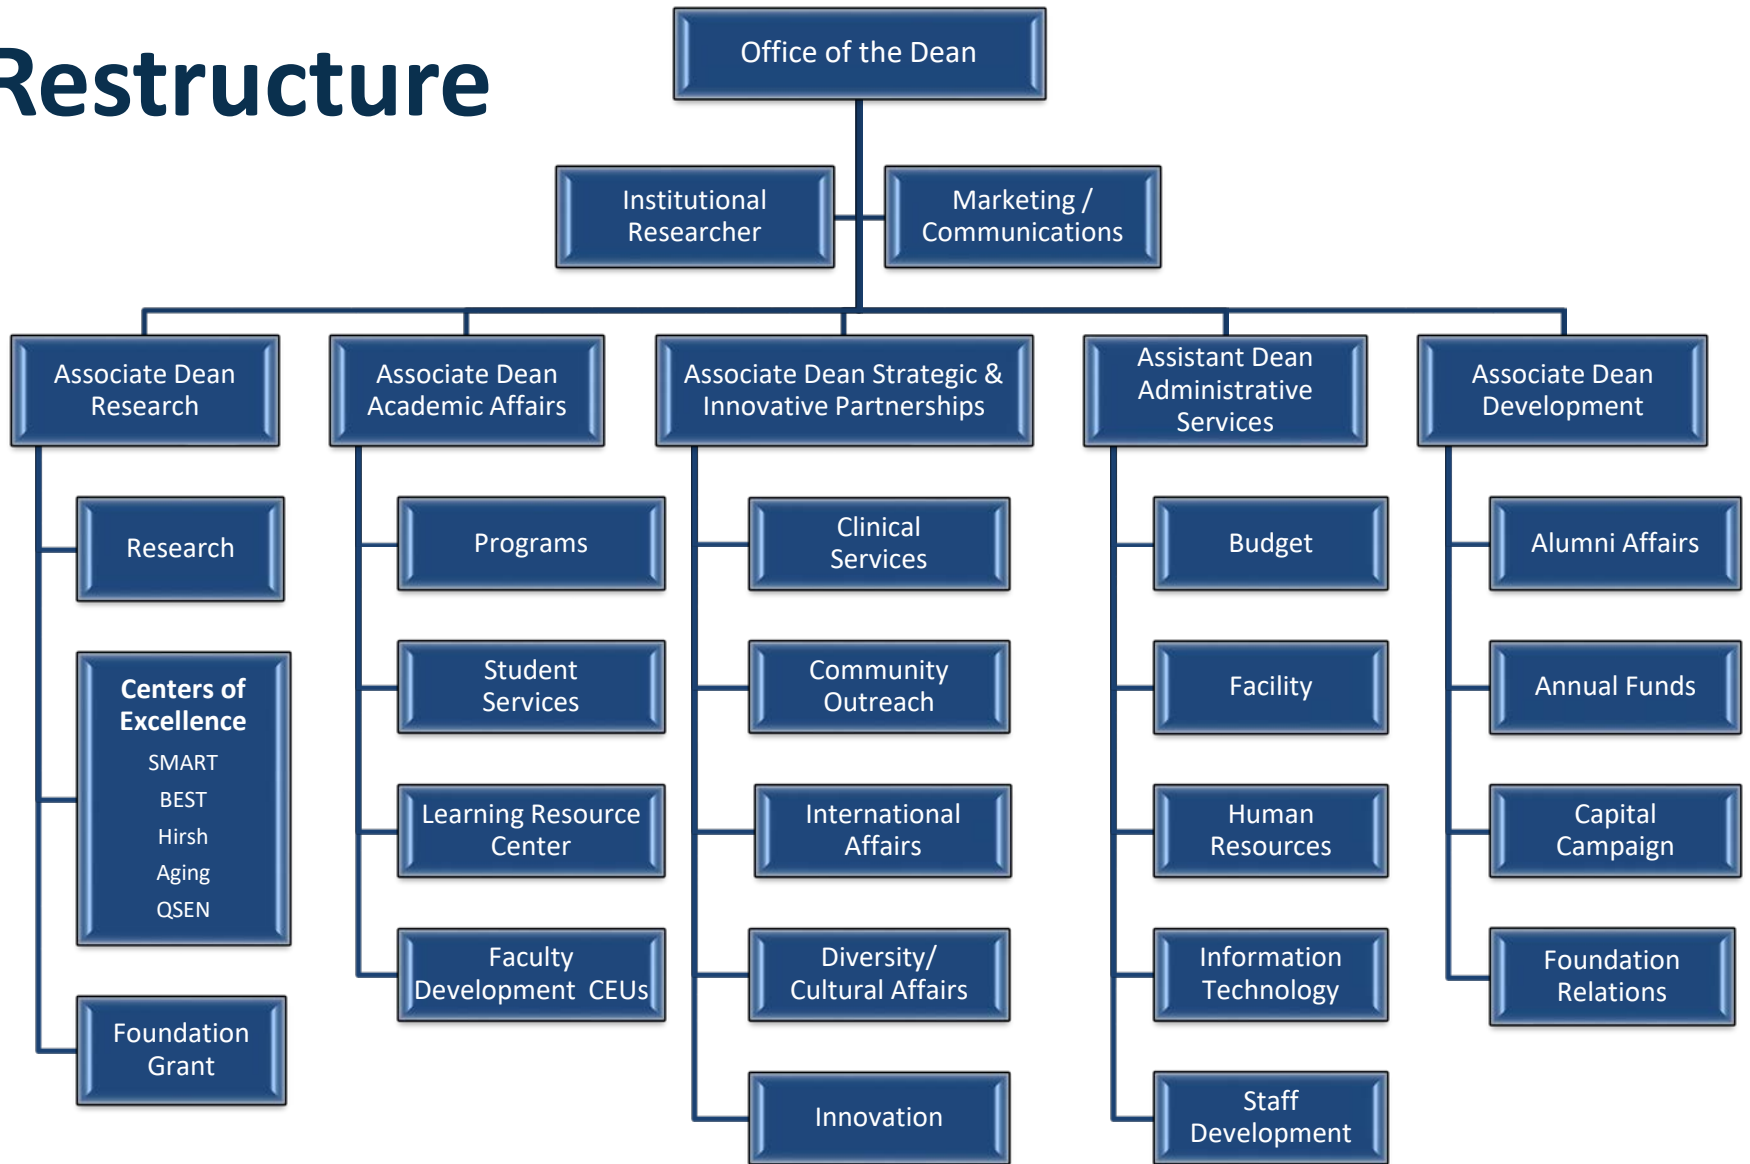 Restructure
Office of the Dean
Institutional
Researcher
Marketing /
Communications
Associate Dean
Research
Research
Centers of
Excellence
SMART
BEST
Hirsh
Aging
QSEN
Foundation
Grant
Associate Dean
Academic Affairs
Programs
Student
Services
Learning Resource
Center
Faculty
Development CEUs
Associate Dean Strategic &
Innovative Partnerships
Clinical
Services
Community
Outreach
International
Affairs
Diversity/
Cultural Affairs
Innovation
Assistant Dean
Administrative
Services
Budget
Facility
Human
Resources
Information
Technology
Staff
Development
Associate Dean
Development
Alumni Affairs
Annual Funds
Capital
Campaign
Foundation
Relations